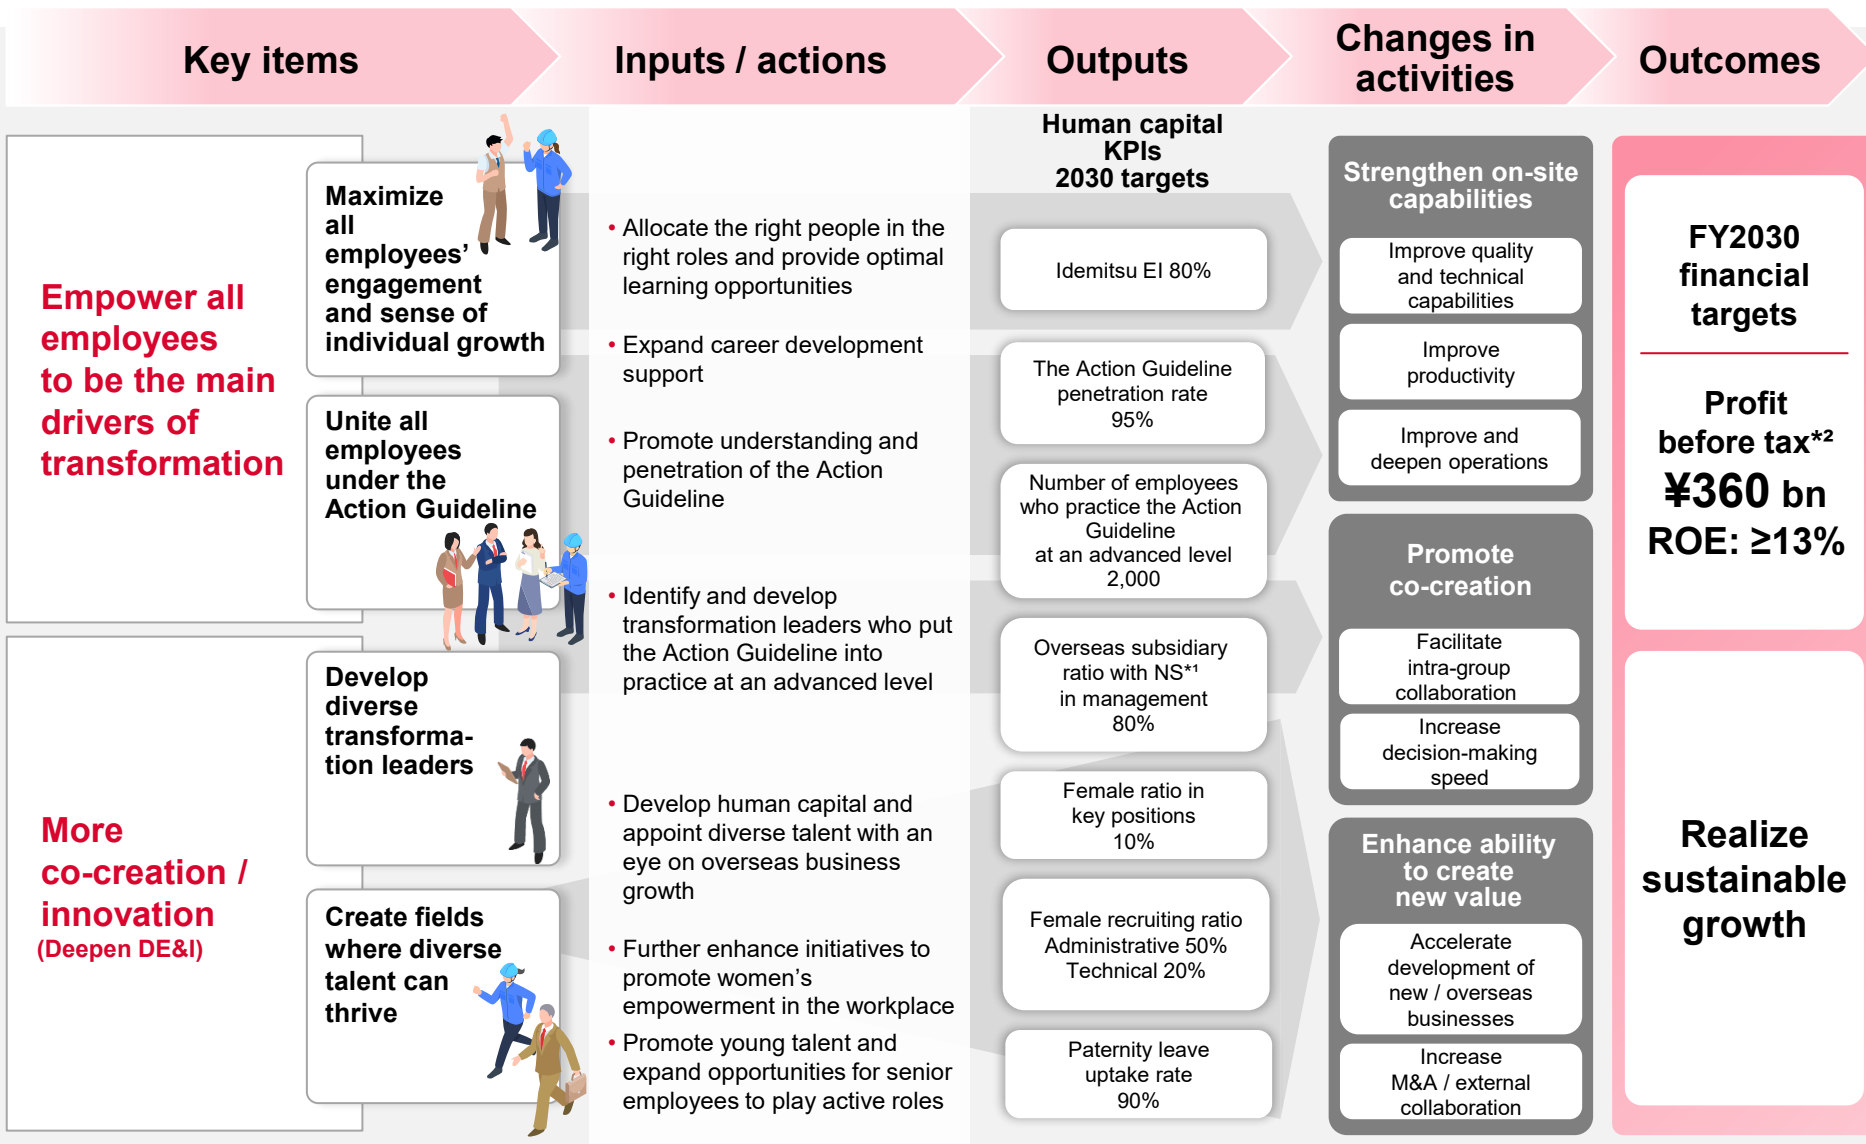 Key items
Inputs / actions
Outputs
Changes in
activities
Outcomes
Empower all
employees
to be the main
drivers of
transformation
Maximize
all
employees’
engagement
and sense of
individual growth
Unite all
employees
under the
Action Guideline
More
co-creation /
innovation
(Deepen DE&I)
Develop
diverse
transforma-
tion leaders
Create fields
where diverse
talent can
thrive
• Allocate the right people in the
right roles and provide optimal
learning opportunities
• Expand career development
support
• Promote understanding and
penetration of the Action
Guideline
• Identify and develop
transformation leaders who put
the Action Guideline into
practice at an advanced level
• Develop human capital and
appoint diverse talent with an
eye on overseas business
growth
• Further enhance initiatives to
promote women’s
empowerment in the workplace
• Promote young talent and
expand opportunities for senior
employees to play active roles
Human capital
KPIs
2030 targets
Idemitsu EI 80%
The Action Guideline
penetration rate
95%
Number of employees
who practice the Action
Guideline
at an advanced level
2,000
Overseas subsidiary
ratio with NS*¹
in management
80%
Female ratio in
key positions
10%
Female recruiting ratio
Administrative 50%
Technical 20%
Paternity leave
uptake rate
90%
Strengthen on-site
capabilities
Improve quality
and technical
capabilities
Improve
productivity
Improve and
deepen operations
Promote
co-creation
Facilitate
intra-group
collaboration
Increase
decision-making
speed
Enhance ability
to create
new value
Accelerate
development of
new / overseas
businesses
Increase
M&A / external
collaboration
FY2030
financial
targets
Profit
before tax*²
¥360 bn
ROE: ≥13%
Realize
sustainable
growth